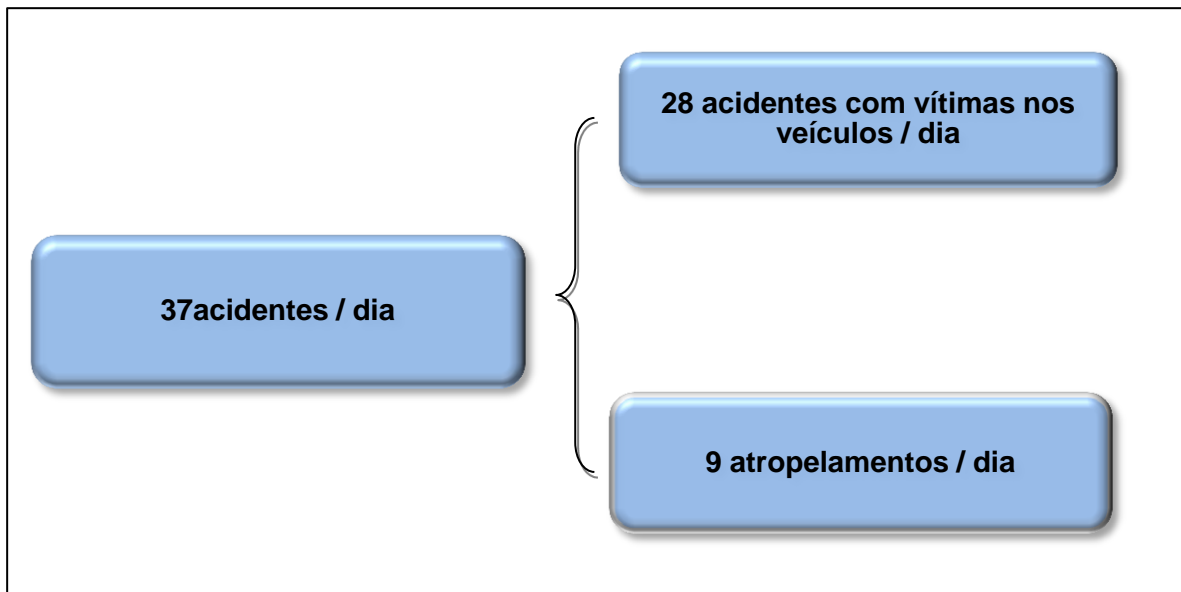 28 acidentes com vítimas nos
veículos / dia
37acidentes / dia
9 atropelamentos / dia